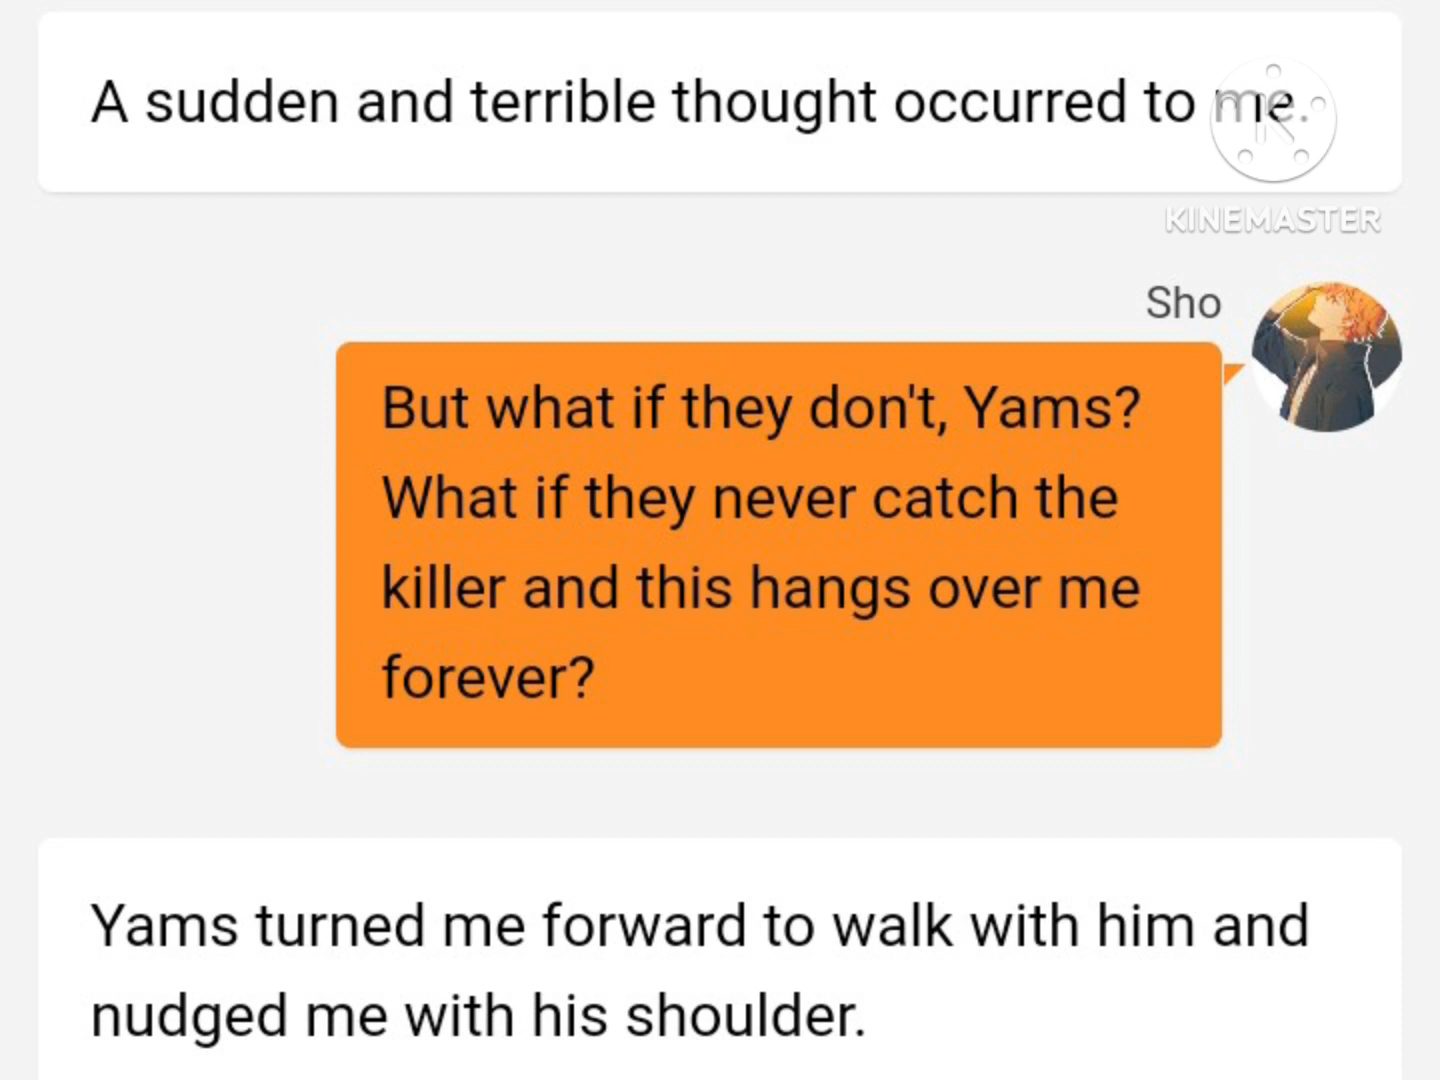 A sudden and terrible thought occurred to me.
KINEMASTER
Sho
But what if they don't, Yams?
What if they never catch the
killer and this hangs over me
forever?
Yams turned me forward to walk with him and
nudged me with his shoulder.